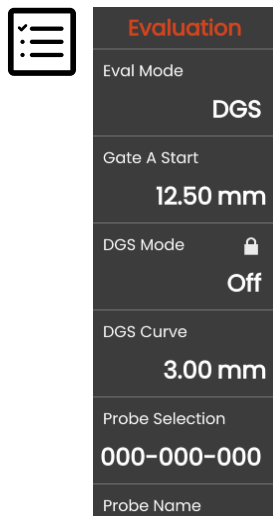 Evaluation
Eval Mode
DGS
Gate A Start
12.50 mm
DGS Mode
Off
DGS Curve
3.00 mm
Probe Selection
000-000-000
Probe Name